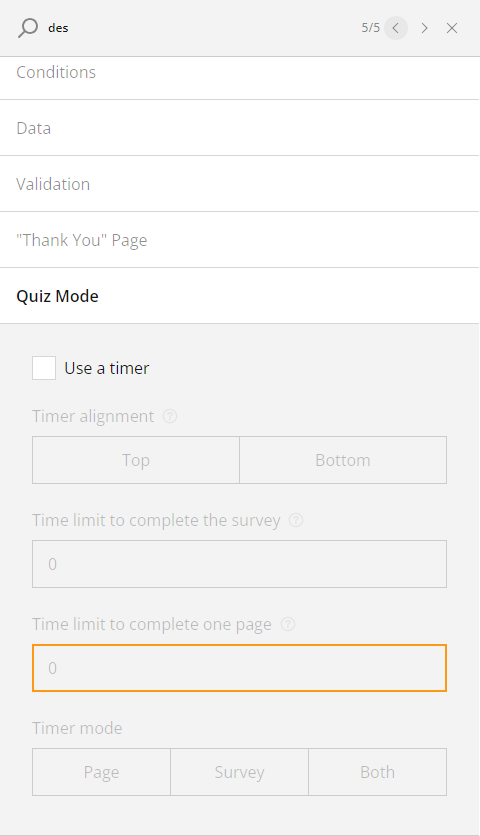 des 5/5
Conditions
Data
Validation
"Thank You" Page
Quiz Mode
Use a timer
Timer alignment ?
Top Bottom
Time limit to complete the survey ?
0
Time limit to complete one page ?
0
Timer mode
Page Survey Both